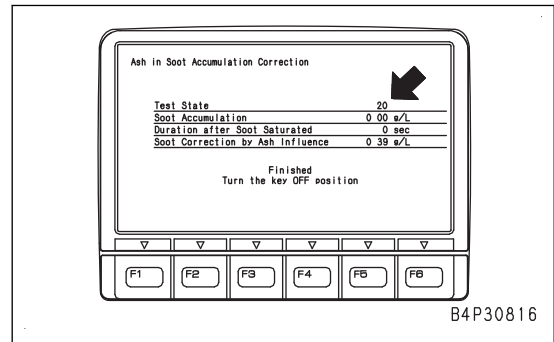 Ash in Soot Accumulation Correction
Test State 20
Soot Accumulation 0 00 g/L
Duration after Soot Saturated 0 sec
Soot Correction by Ash Influence 0 39 g/L
Finished
Turn the key OFF position
F1 F2 F3 F4 F5 F6
B4P30816